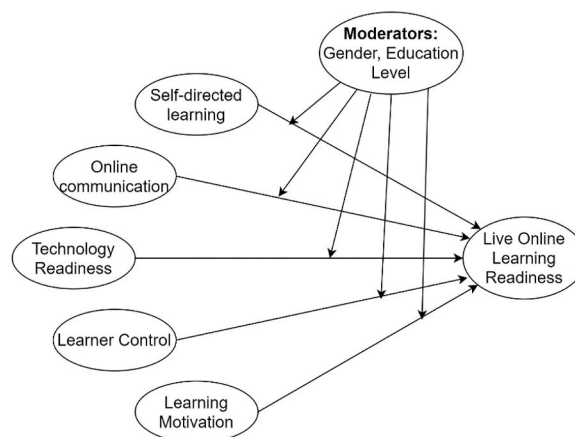 Moderators:
Gender, Education
Level
Self-directed
learning
Online
communication
Technology
Readiness
Live Online
Learning
Readiness
Learner Control
Learning
Motivation